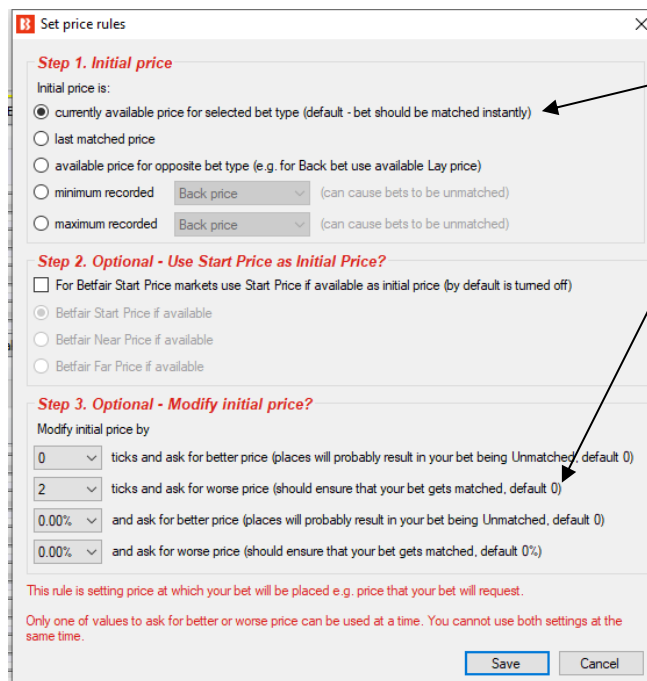 Set price rules
Step 1. Initial price
Initial price is:
currently available price for selected bet type (default - bet should be matched instantly)
last matched price
available price for opposite bet type (e.g. for Back bet use available Lay price)
minimum recorded Back price (can cause bets to be unmatched)
maximum recorded Back price (can cause bets to be unmatched)
Step 2. Optional - Use Start Price as Initial Price?
For Betfair Start Price markets use Start Price if available as initial price (by default is turned off)
Betfair Start Price if available
Betfair Near Price if available
Betfair Far Price if available
Step 3. Optional - Modify initial price?
Modify initial price by
0 ticks and ask for better price (places will probably result in your bet being Unmatched, default 0)
2 ticks and ask for worse price (should ensure that your bet gets matched, default 0)
0.00% and ask for better price (places will probably result in your bet being Unmatched, default 0)
0.00% and ask for worse price (should ensure that your bet gets matched, default 0%)
This rule is setting price at which your bet will be placed e.g. price that your bet will request.
Only one of values to ask for better or worse price can be used at a time. You cannot use both settings at the
same time.
Save Cancel